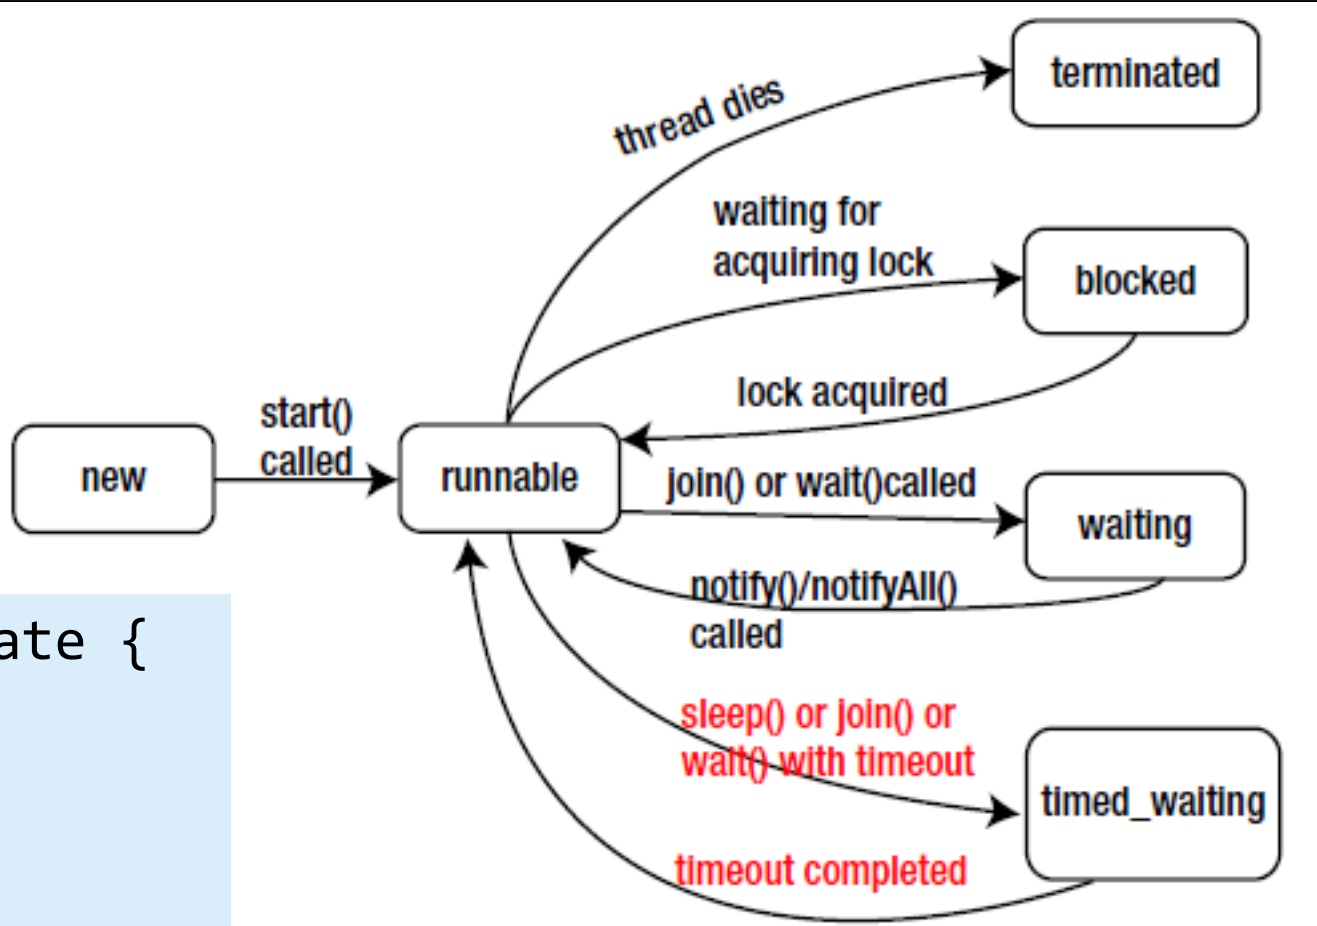 terminated
thread dies
waiting for
acquiring lock
blocked
lock acquired
start()
called
new
runnable
join() or wait()called
waiting
notify()/notifyAll()
called
ate {
sleep() or join() or
wait() with timeout
timed_waiting
timeout completed